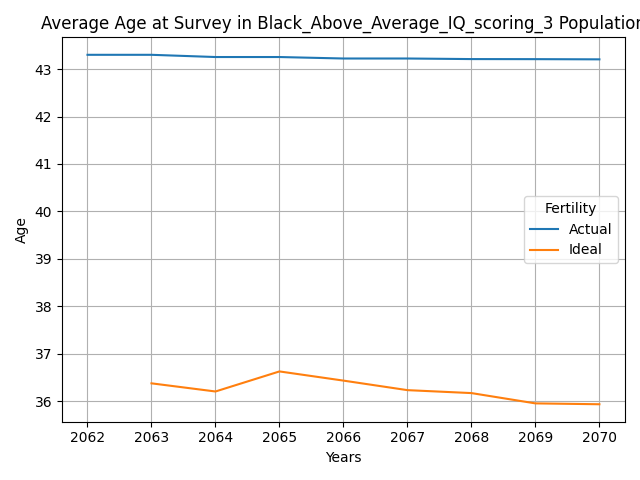 Average Age at Survey in Black_Above_Average_IQ_scoring_3 Population
43
42
41
40
39
38
37
36
Age
Fertility
Actual
Ideal
2062 2063 2064 2065 2066 2067 2068 2069 2070
Years